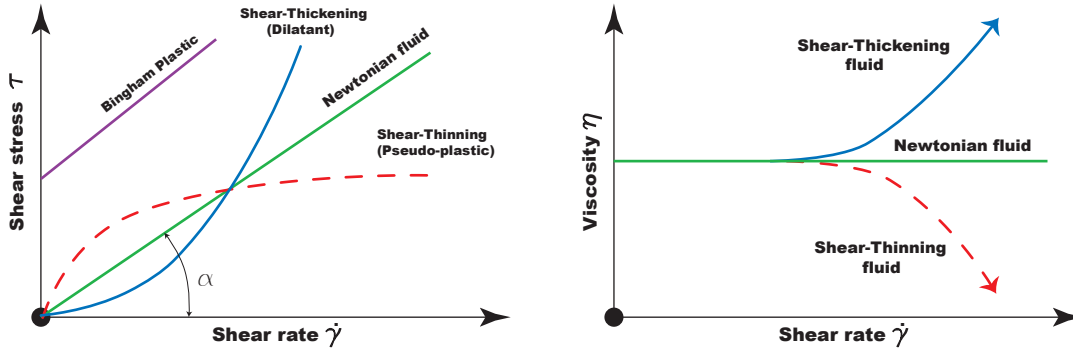 Shear-Thickening
(Dilatant)
Bingham Plastic
Newtonian fluid
Shear-Thinning
(Pseudo-plastic)
Shear stress τ
α
Shear rate γ̇
Shear-Thickening
fluid
Newtonian fluid
Shear-Thinning
fluid
Viscosity η
Shear rate γ̇